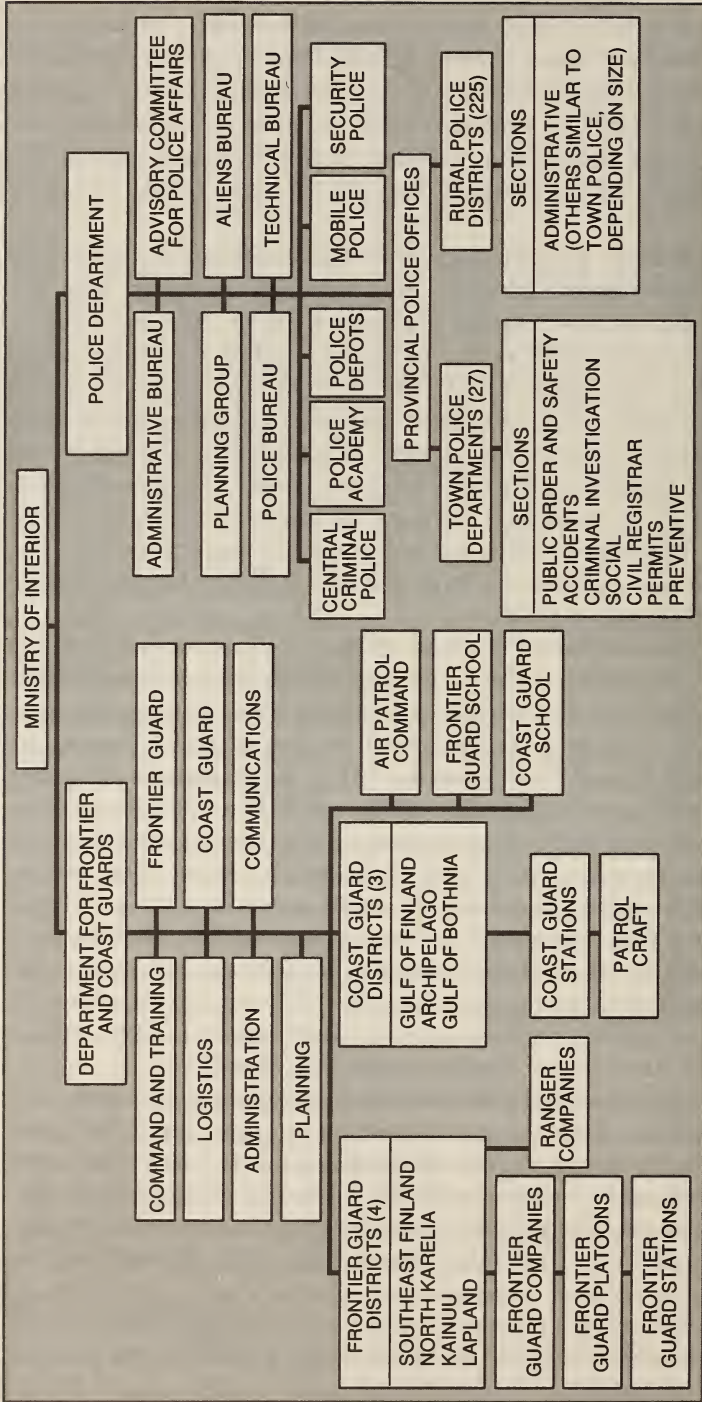 MINISTRY OF INTERIOR
DEPARTMENT FOR FRONTIER
AND COAST GUARDS
COMMAND AND TRAINING
FRONTIER GUARD
LOGISTICS
COAST GUARD
ADMINISTRATION
COMMUNICATIONS
PLANNING
FRONTIER GUARD
DISTRICTS (4)
SOUTHEAST FINLAND
NORTH KARELIA
KAINUU
LAPLAND
FRONTIER
GUARD COMPANIES
FRONTIER
GUARD PLATOONS
FRONTIER
GUARD STATIONS
RANGER
COMPANIES
COAST GUARD
DISTRICTS (3)
GULF OF FINLAND
ARCHIPELAGO
GULF OF BOTHNIA
COAST GUARD
STATIONS
PATROL
CRAFT
AIR PATROL
COMMAND
FRONTIER
GUARD SCHOOL
COAST GUARD
SCHOOL
POLICE DEPARTMENT
ADMINISTRATIVE BUREAU
ADVISORY COMMITTEE
FOR POLICE AFFAIRS
PLANNING GROUP
ALIENS BUREAU
POLICE BUREAU
TECHNICAL BUREAU
CENTRAL
CRIMINAL
POLICE
POLICE
ACADEMY
POLICE
DEPOTS
MOBILE
POLICE
SECURITY
POLICE
PROVINCIAL POLICE OFFICES
TOWN POLICE
DEPARTMENTS (27)
SECTIONS
PUBLIC ORDER AND SAFETY
ACCIDENTS
CRIMINAL INVESTIGATION
SOCIAL
CIVIL REGISTRAR
PERMITS
PREVENTIVE
RURAL POLICE
DISTRICTS (225)
SECTIONS
ADMINISTRATIVE
(OTHERS SIMILAR TO
TOWN POLICE,
DEPENDING ON SIZE)